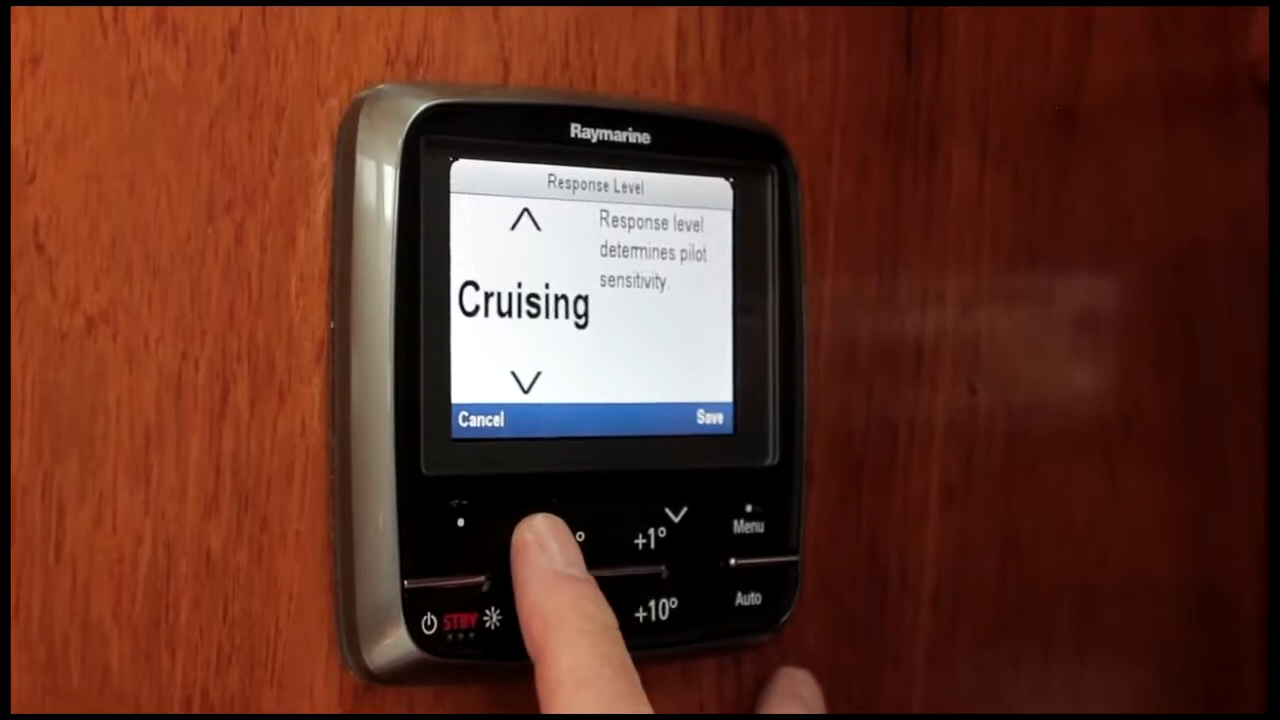 Raymarine
Response Level
Response level
determines pilot
sensitivity.
Cruising
Cancel
Save
°
+1°
Menu
STBY
+10°
Auto